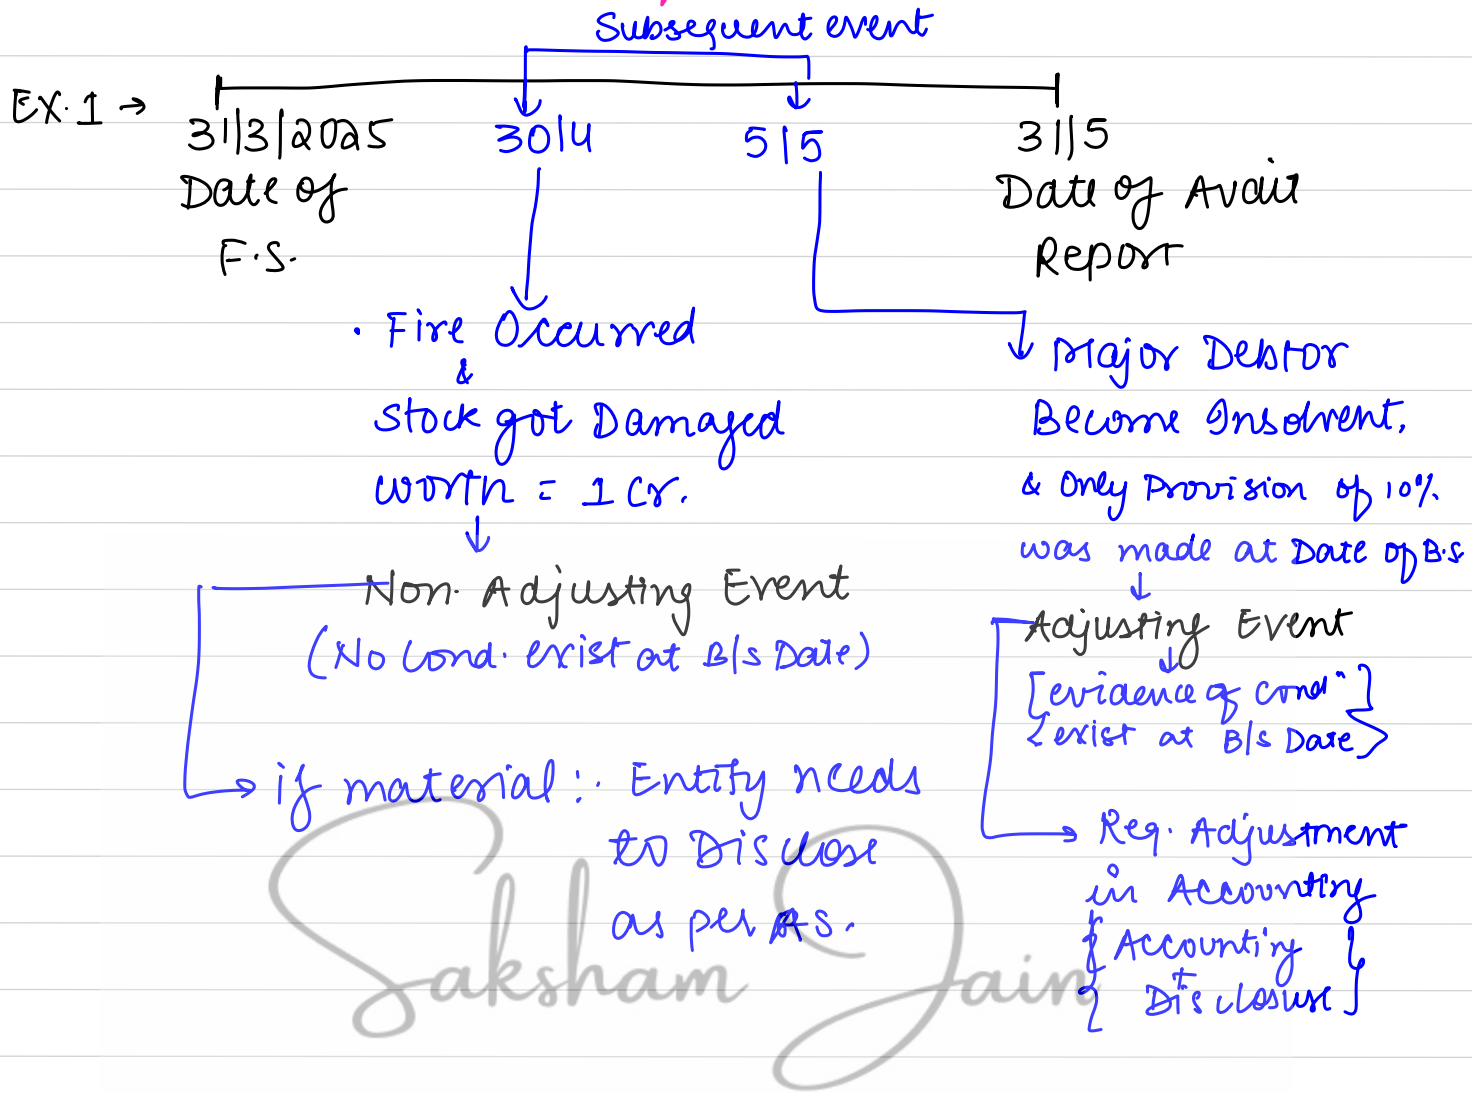 Subsequent event
EX.1 →
31|3|2025
30|4
5|5
31|5
Date of
F.S.
Date of Audit
Report
. Fire Occurred
&
Stock got Damaged
worth = 1 Cr.
Non. Adjusting Event
(No Cond. exist at B/s Date)
if material :. Entity needs
to Disclose
as per AS.
Major Debtor
Become Insolvent,
& Only Provision of 10%
was made at Date of B.S
Adjusting Event
[evidence of condn]
{exist at B/s Date}
Req. Adjustment
in Accounting
{Accounting}
+
{Disclosure}
Saksham Jain